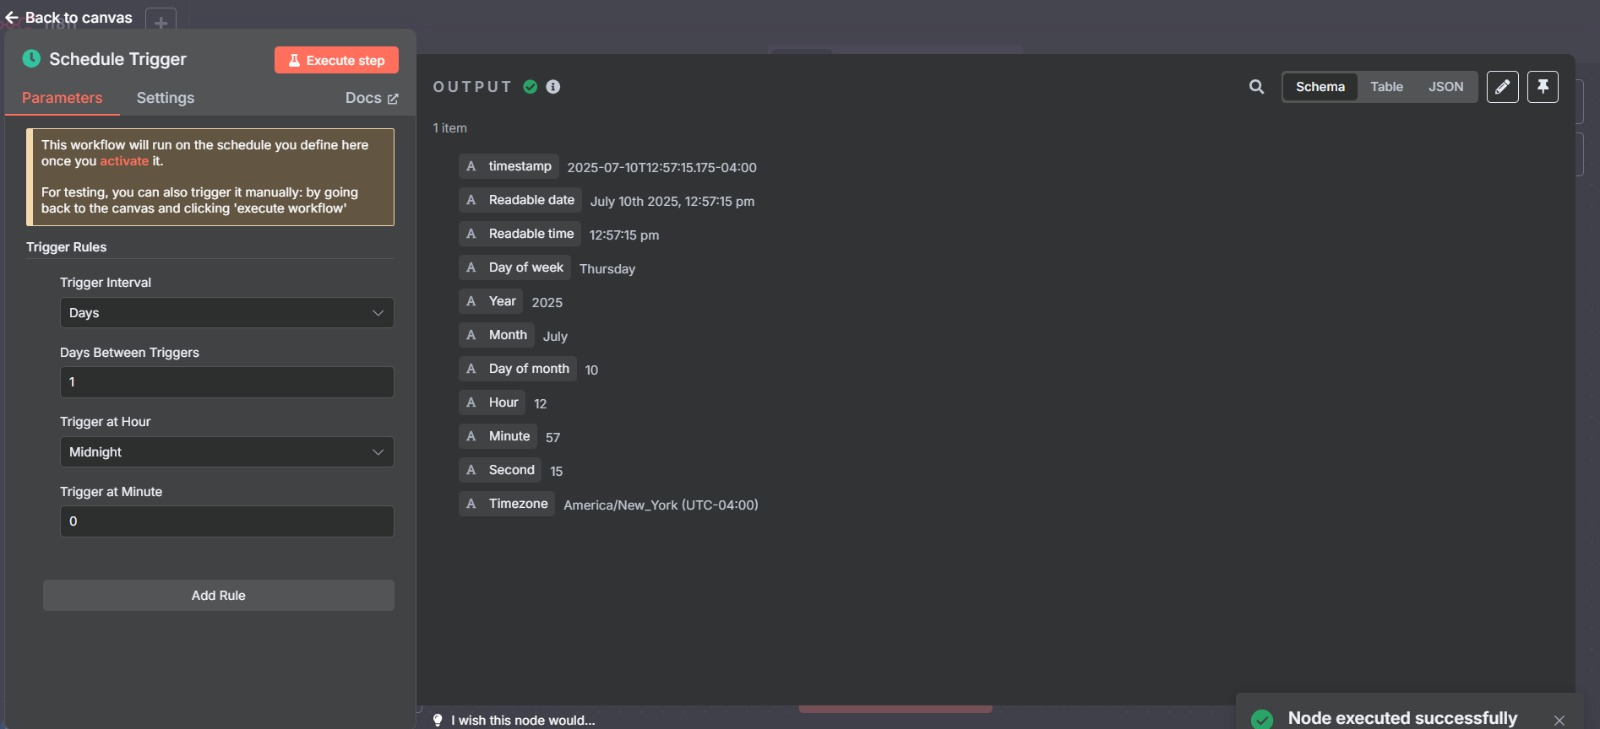 Back to canvas
Schedule Trigger
Execute step
Parameters
Settings
Docs
This workflow will run on the schedule you define here
once you activate it.
For testing, you can also trigger it manually: by going
back to the canvas and clicking 'execute workflow'
Trigger Rules
Trigger Interval
Days
Days Between Triggers
1
Trigger at Hour
Midnight
Trigger at Minute
0
Add Rule
OUTPUT
Schema
Table
JSON
1 item
A timestamp 2025-07-10T12:57:15.175-04:00
A Readable date July 10th 2025, 12:57:15 pm
A Readable time 12:57:15 pm
A Day of week Thursday
A Year 2025
A Month July
A Day of month 10
A Hour 12
A Minute 57
A Second 15
A Timezone America/New_York (UTC-04:00)
I wish this node would...
Node executed successfully